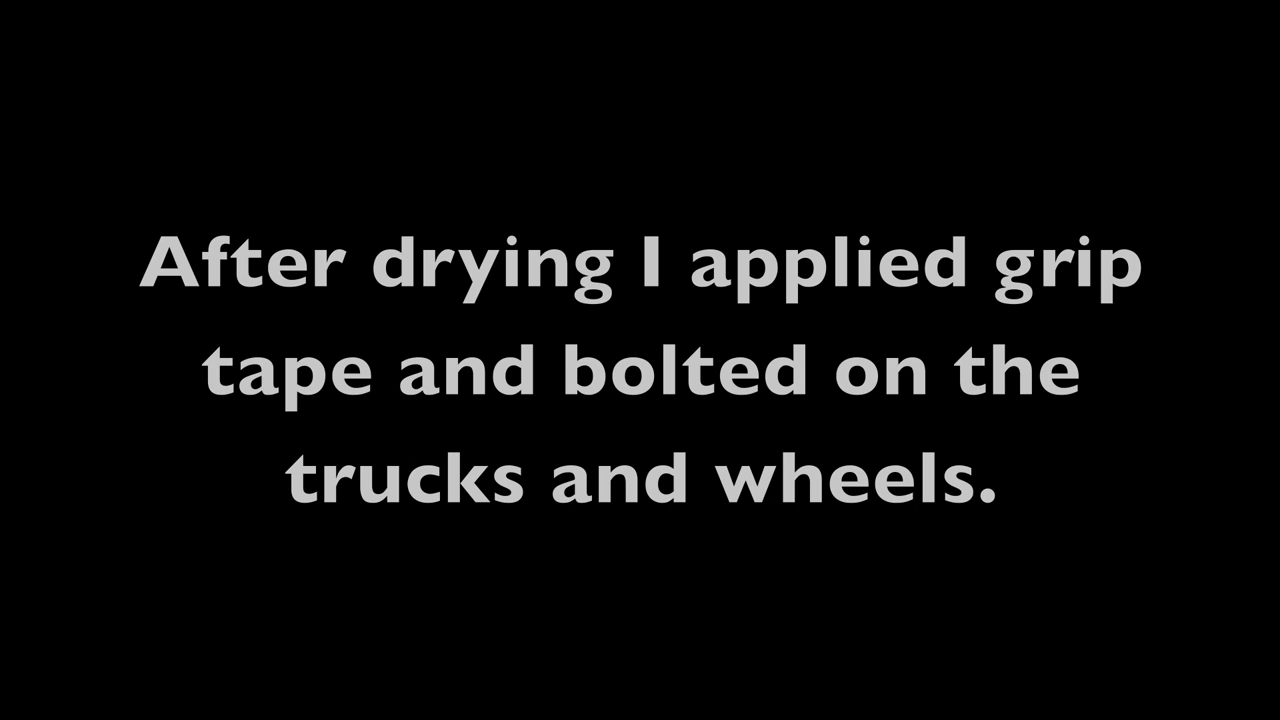 After drying I applied grip
tape and bolted on the
trucks and wheels.